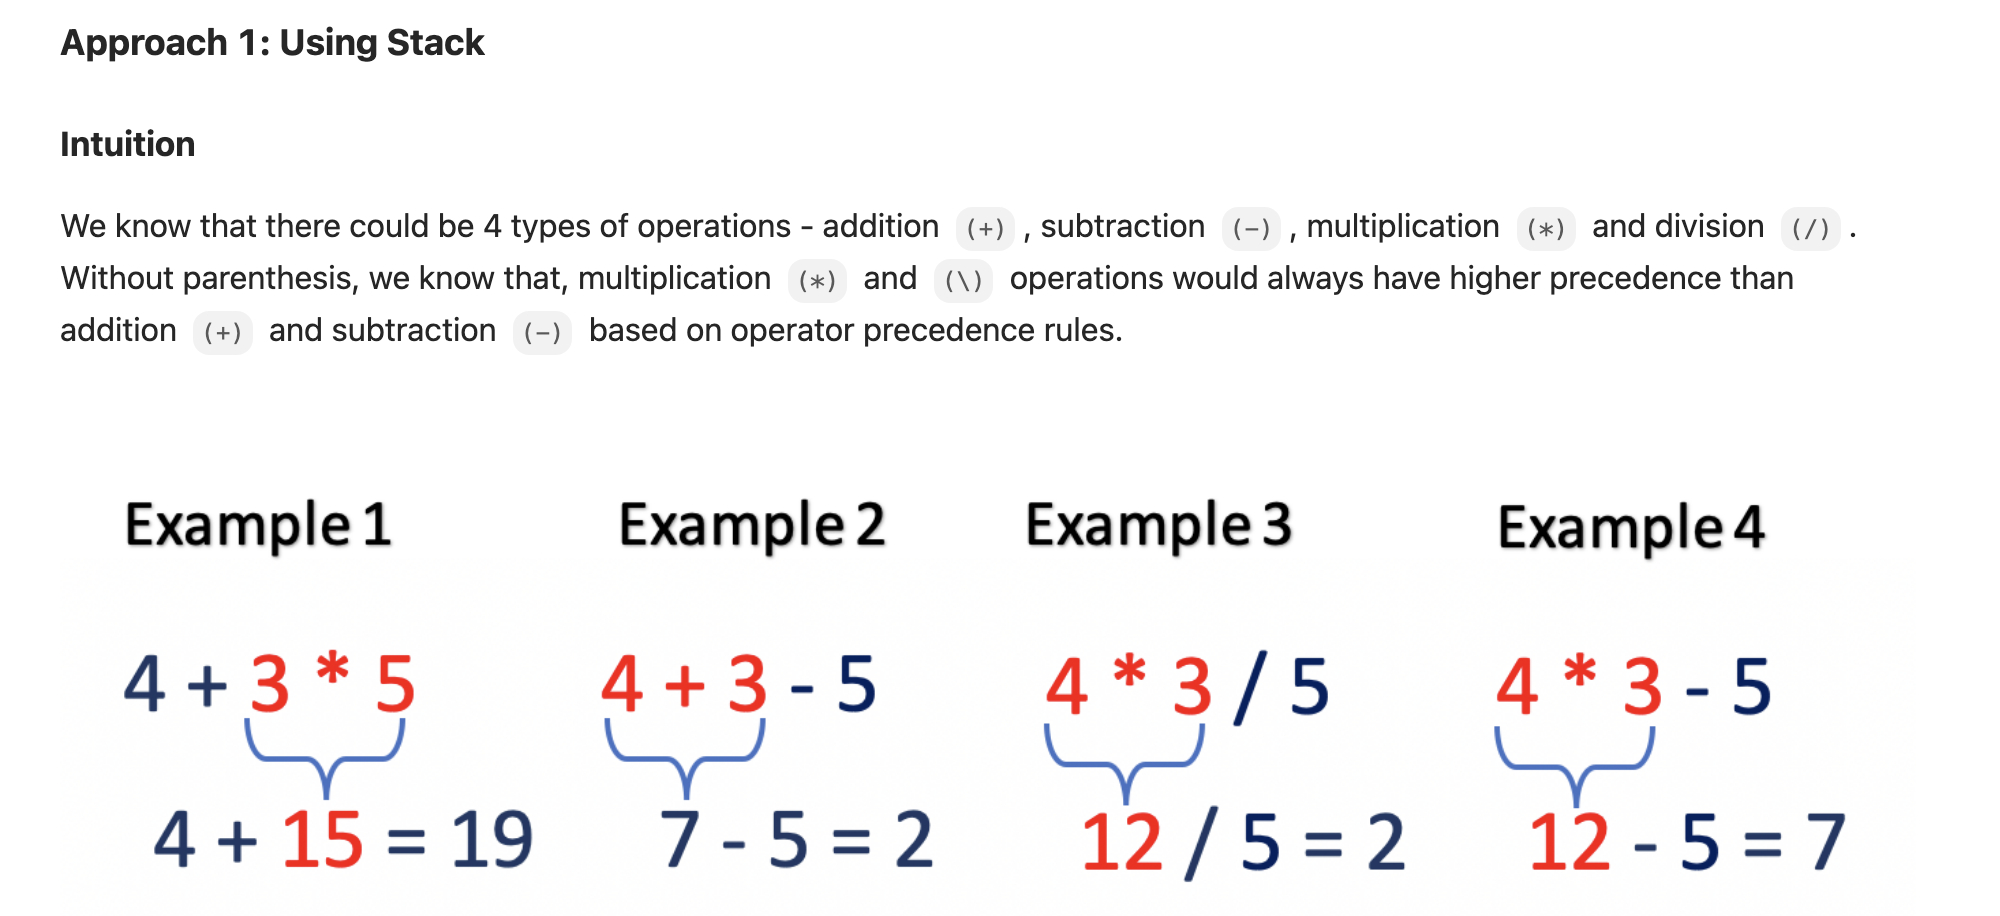 Approach 1: Using Stack
Intuition
We know that there could be 4 types of operations - addition (+) , subtraction (-) , multiplication (*) and division (/) .
Without parenthesis, we know that, multiplication (*) and (\) operations would always have higher precedence than
addition (+) and subtraction (-) based on operator precedence rules.
Example 1
Example 2
Example 3
Example 4
4 + 3 * 5
4 + 3 - 5
4 * 3 / 5
4 * 3 - 5
4 + 15 = 19
7 - 5 = 2
12 / 5 = 2
12 - 5 = 7